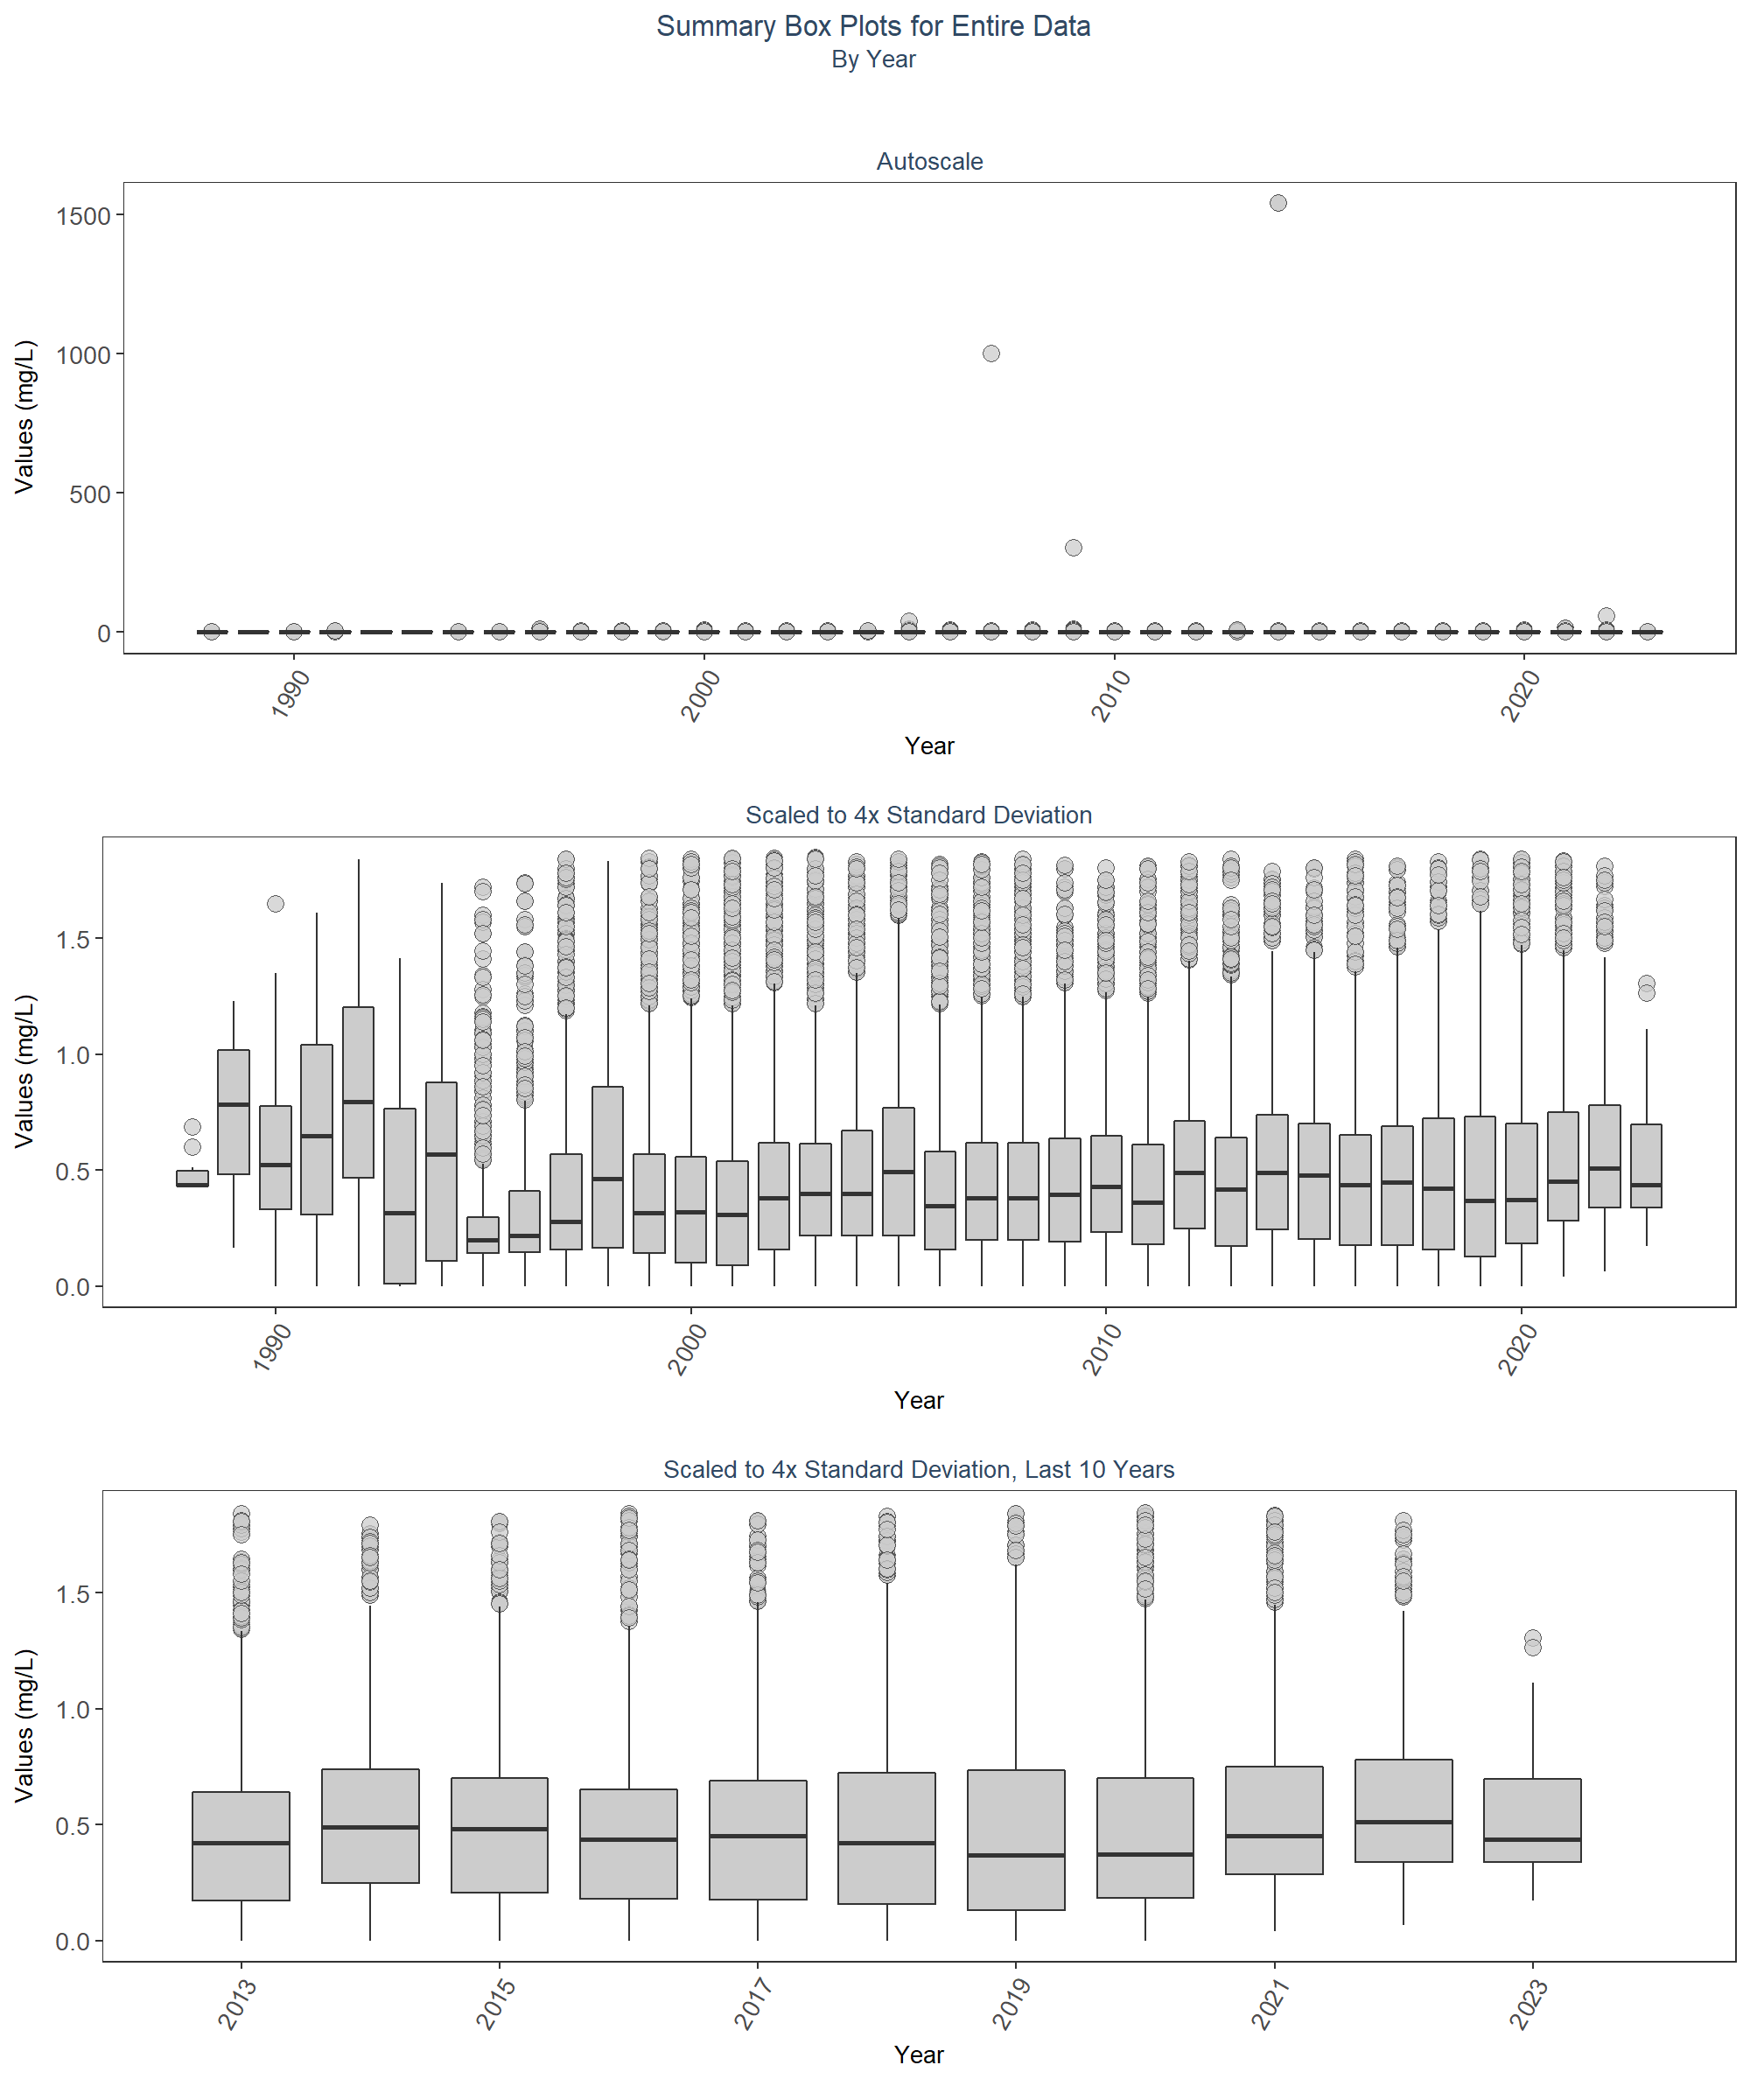 Summary Box Plots for Entire Data
By Year
Autoscale
Values (mg/L)
1500
1000
500
0
1990
2000
2010
2020
Year
Scaled to 4x Standard Deviation
Values (mg/L)
1.5
1.0
0.5
0.0
1990
2000
2010
2020
Year
Scaled to 4x Standard Deviation, Last 10 Years
Values (mg/L)
1.5
1.0
0.5
0.0
2013
2015
2017
2019
2021
2023
Year